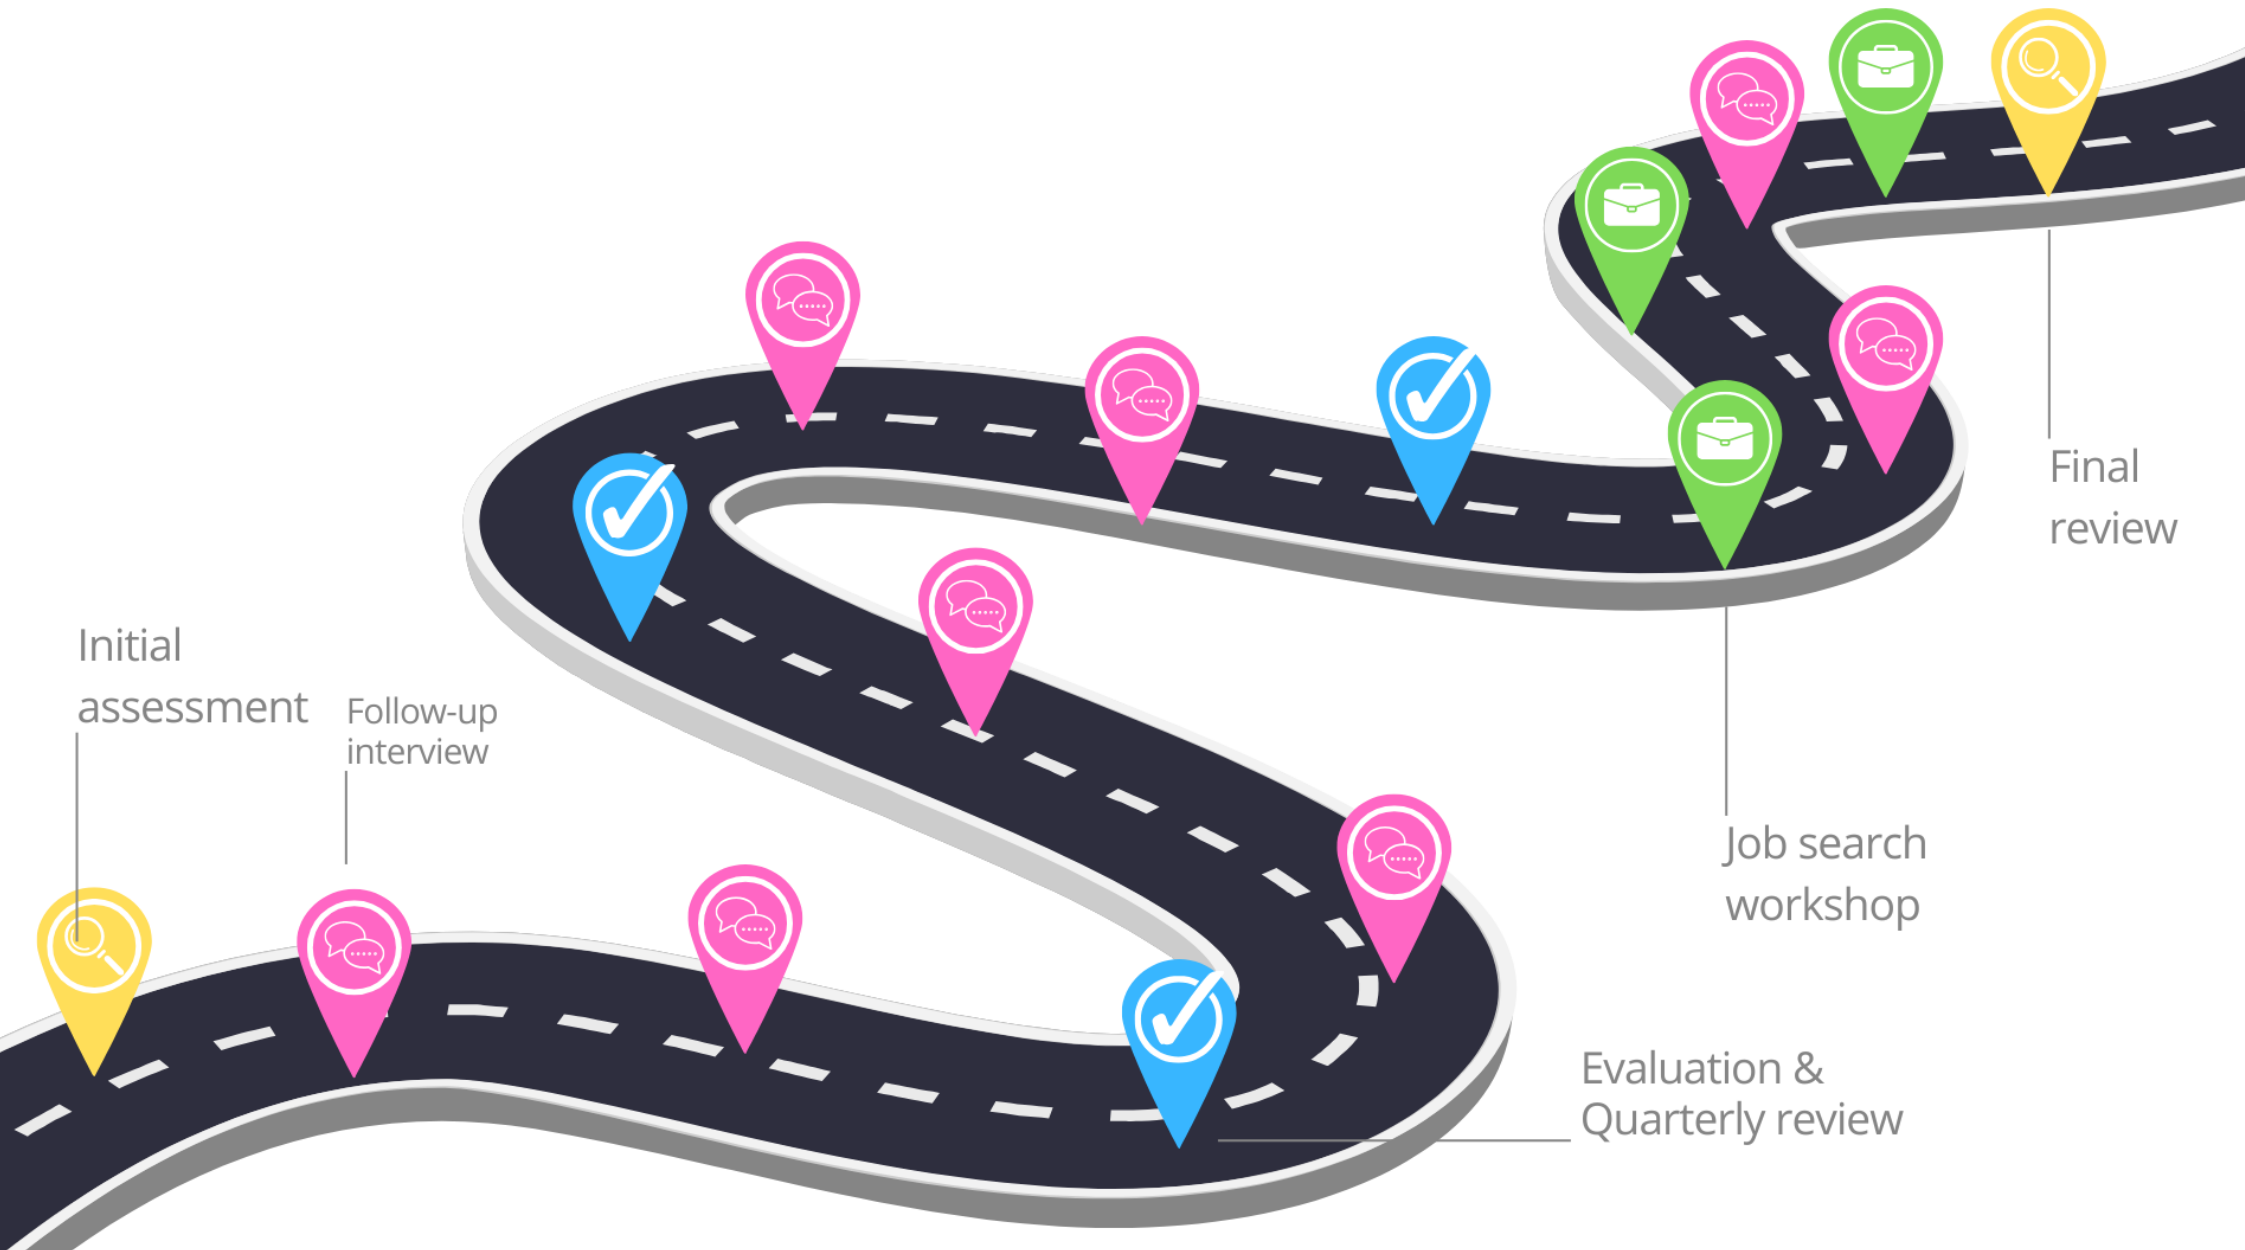 Initial
assessment
Follow-up
interview
Final
review
Job search
workshop
Evaluation &
Quarterly review